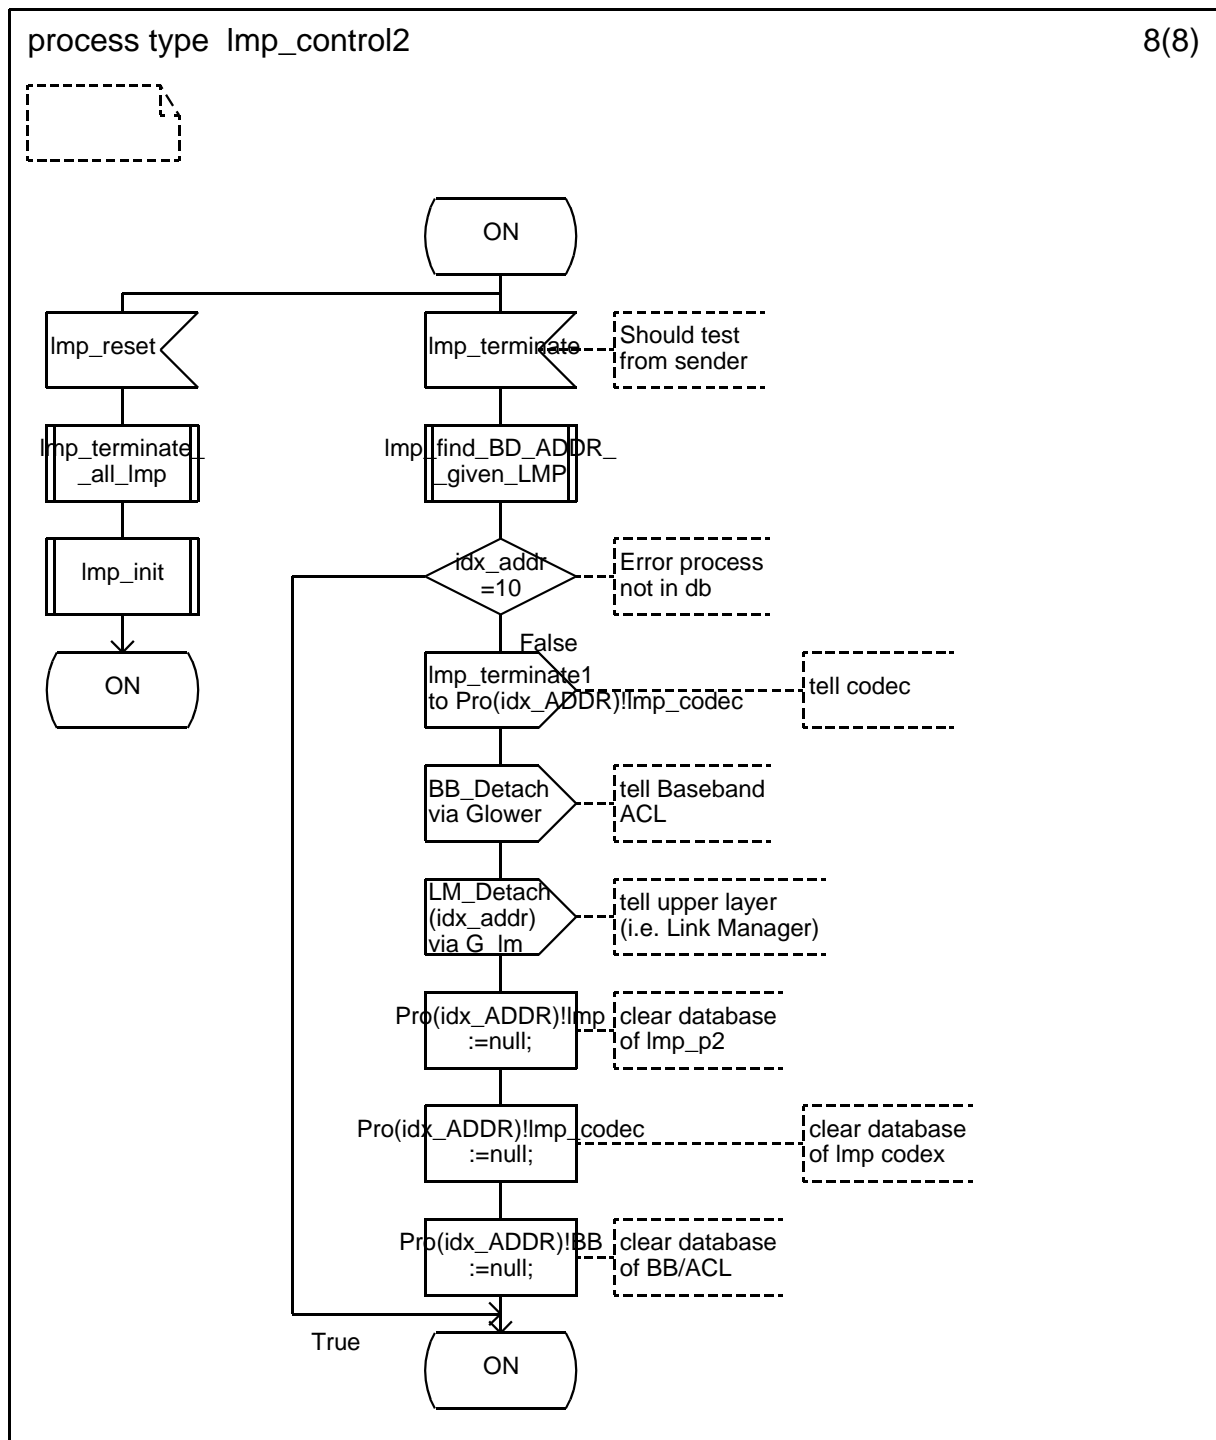 process type lmp_control2
8(8)
ON
lmp_reset
lmp_terminate
Should test
from sender
lmp_terminate_
_all_lmp
lmp_find_BD_ADDR_
_given_LMP
lmp_init
idx_addr
=10
Error process
not in db
False
ON
lmp_terminate1
to Pro(idx_ADDR)!lmp_codec
tell codec
BB_Detach
via Glower
tell Baseband
ACL
LM_Detach
(idx_addr)
via G_lm
tell upper layer
(i.e. Link Manager)
Pro(idx_ADDR)!lmp
:=null;
clear database
of lmp_p2
Pro(idx_ADDR)!lmp_codec
:=null;
clear database
of lmp codex
Pro(idx_ADDR)!BB
:=null;
clear database
of BB/ACL
True
ON